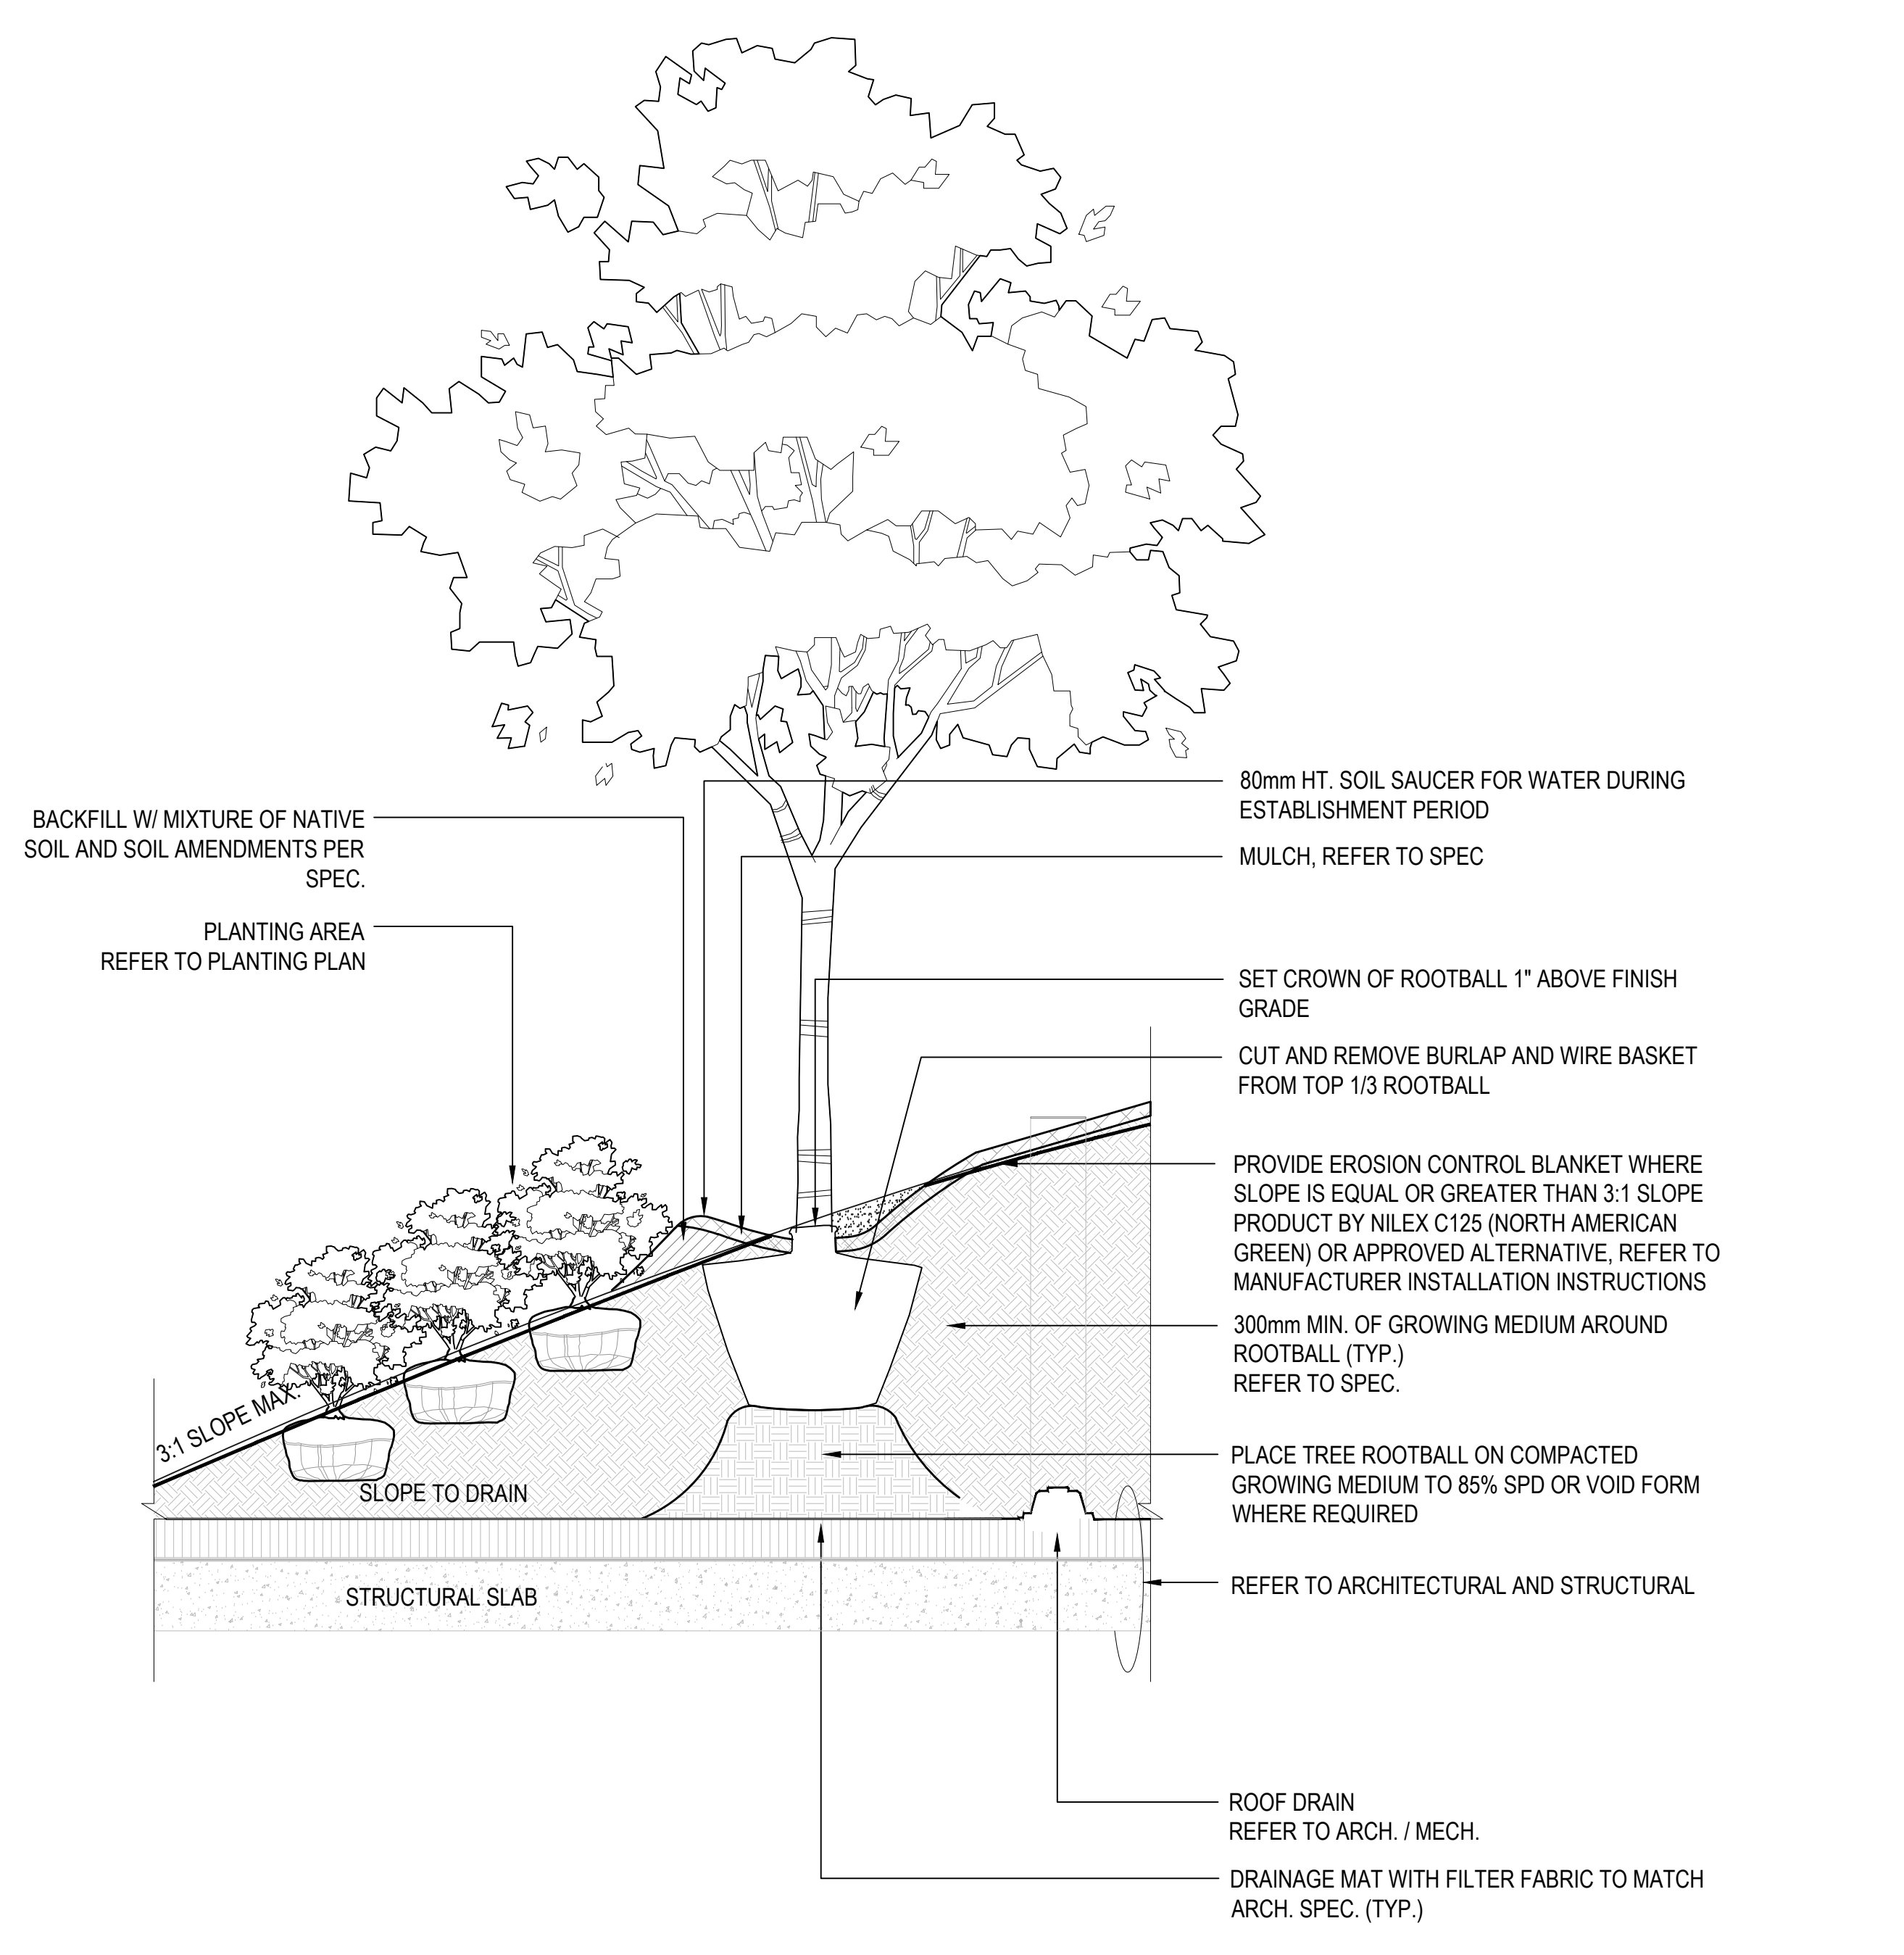 80mm HT. SOIL SAUCER FOR WATER DURING
ESTABLISHMENT PERIOD
BACKFILL W/ MIXTURE OF NATIVE
SOIL AND SOIL AMENDMENTS PER
SPEC.
MULCH, REFER TO SPEC
PLANTING AREA
REFER TO PLANTING PLAN
SET CROWN OF ROOTBALL 1" ABOVE FINISH
GRADE
CUT AND REMOVE BURLAP AND WIRE BASKET
FROM TOP 1/3 ROOTBALL
PROVIDE EROSION CONTROL BLANKET WHERE
SLOPE IS EQUAL OR GREATER THAN 3:1 SLOPE
PRODUCT BY NILEX C125 (NORTH AMERICAN
GREEN) OR APPROVED ALTERNATIVE, REFER TO
MANUFACTURER INSTALLATION INSTRUCTIONS
300mm MIN. OF GROWING MEDIUM AROUND
ROOTBALL (TYP.)
REFER TO SPEC.
3:1 SLOPE MAX.
PLACE TREE ROOTBALL ON COMPACTED
GROWING MEDIUM TO 85% SPD OR VOID FORM
WHERE REQUIRED
SLOPE TO DRAIN
REFER TO ARCHITECTURAL AND STRUCTURAL
STRUCTURAL SLAB
ROOF DRAIN
REFER TO ARCH. / MECH.
DRAINAGE MAT WITH FILTER FABRIC TO MATCH
ARCH. SPEC. (TYP.)